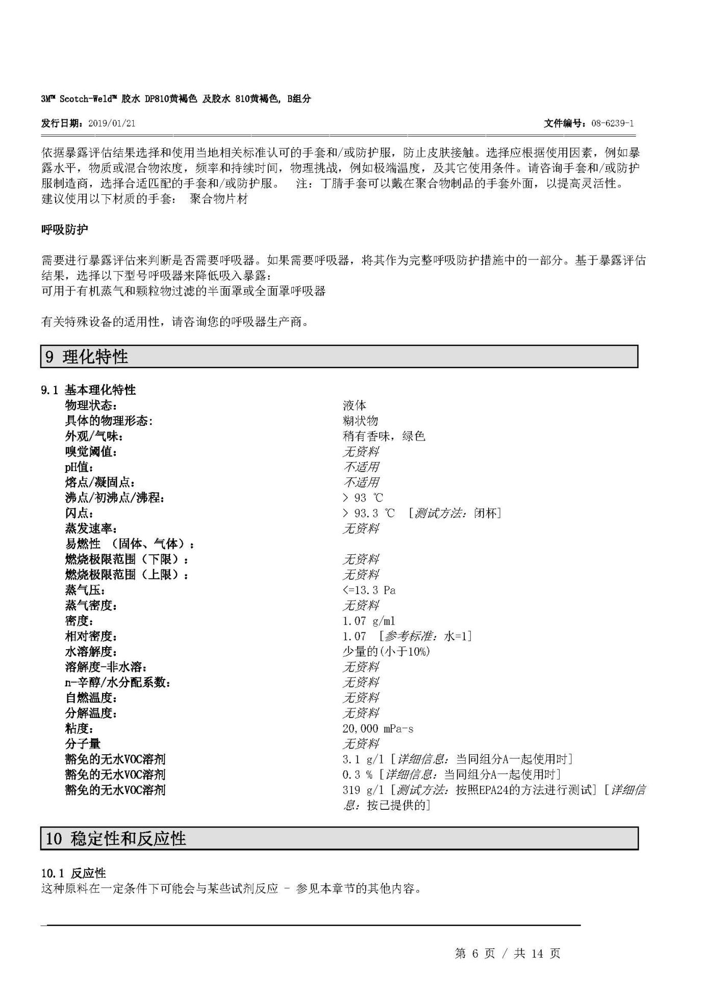 3M™ Scotch-Weld™ 胶水 DP810黄褐色 及胶水 810黄褐色, B组分
发行日期：2019/01/21 文件编号：08-6239-1
依据暴露评估结果选择和使用当地相关标准认可的手套和/或防护服，防止皮肤接触。选择应根据使用因素，例如暴
露水平，物质或混合物浓度，频率和持续时间，物理挑战，例如极端温度，及其它使用条件。请咨询手套和/或防护
服制造商，选择合适匹配的手套和/或防护服。 注：丁腈手套可以戴在聚合物制品的手套外面，以提高灵活性。
建议使用以下材质的手套： 聚合物片材
呼吸防护
需要进行暴露评估来判断是否需要呼吸器。如果需要呼吸器，将其作为完整呼吸防护措施中的一部分。基于暴露评估
结果，选择以下型号呼吸器来降低吸入暴露：
可用于有机蒸气和颗粒物过滤的半面罩或全面罩呼吸器
有关特殊设备的适用性，请咨询您的呼吸器生产商。
9 理化特性
9.1 基本理化特性
物理状态： 液体
具体的物理形态： 糊状物
外观/气味： 稍有香味，绿色
嗅觉阈值： 无资料
pH值： 不适用
熔点/凝固点： 不适用
沸点/初沸点/沸程： > 93 ℃
闪点： > 93.3 ℃ [测试方法：闭杯]
蒸发速率： 无资料
易燃性 （固体、气体）：
燃烧极限范围（下限）： 无资料
燃烧极限范围（上限）： 无资料
蒸气压： <=13.3 Pa
蒸气密度： 无资料
密度： 1.07 g/ml
相对密度： 1.07 [参考标准：水=1]
水溶解度： 少量的(小于10%)
溶解度-非水溶： 无资料
n-辛醇/水分配系数： 无资料
自燃温度： 无资料
分解温度： 无资料
粘度： 20,000 mPa-s
分子量 无资料
豁免的无水VOC溶剂 3.1 g/l [详细信息：当同组分A一起使用时]
豁免的无水VOC溶剂 0.3 % [详细信息：当同组分A一起使用时]
豁免的无水VOC溶剂 319 g/l [测试方法：按照EPA24的方法进行测试] [详细信
息：按已提供的]
10 稳定性和反应性
10.1 反应性
这种原料在一定条件下可能会与某些试剂反应 - 参见本章节的其他内容。
第 6 页 / 共 14 页